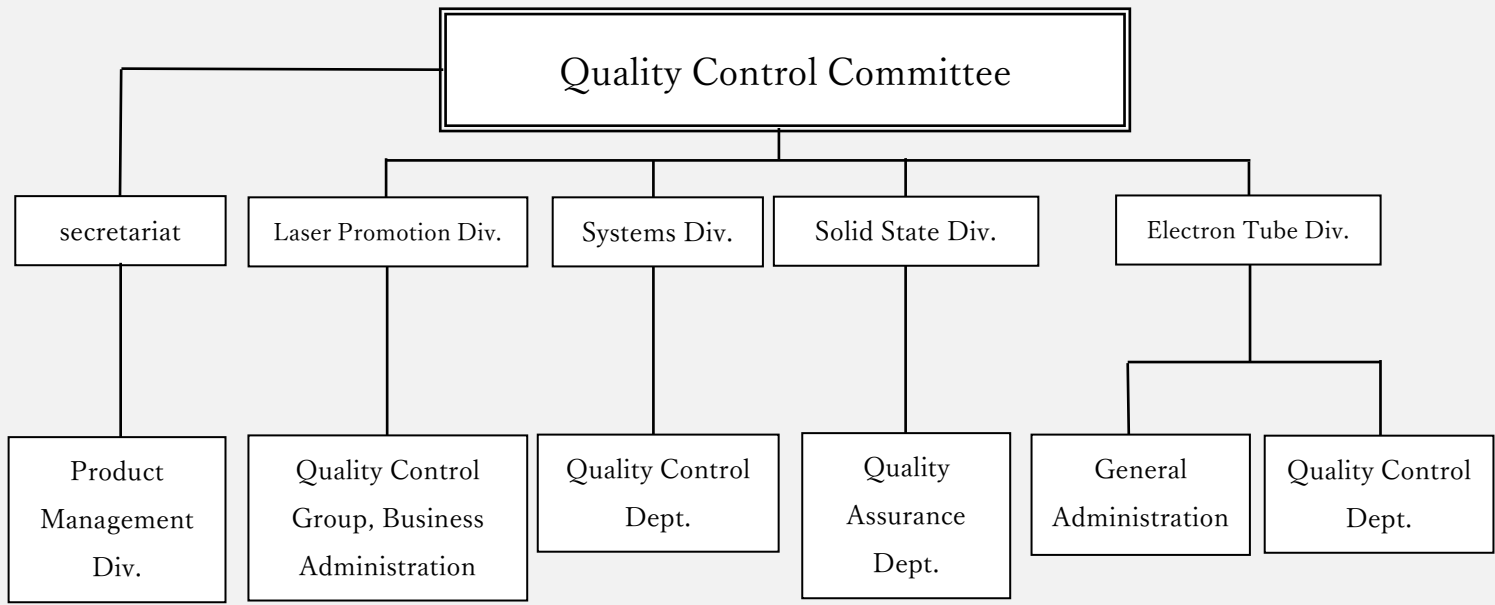 Quality Control Committee
secretariat
Laser Promotion Div.
Systems Div.
Solid State Div.
Electron Tube Div.
Product
Management
Div.
Quality Control
Group, Business
Administration
Quality Control
Dept.
Quality
Assurance
Dept.
General
Administration
Quality Control
Dept.